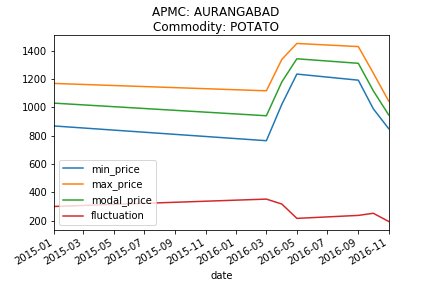 APMC: AURANGABAD
Commodity: POTATO
1400
1200
1000
800
600
400
200
min_price
max_price
modal_price
fluctuation
2015-01
2015-03
2015-05
2015-07
2015-09
2015-11
2016-01
2016-03
2016-05
2016-07
2016-09
2016-11
date